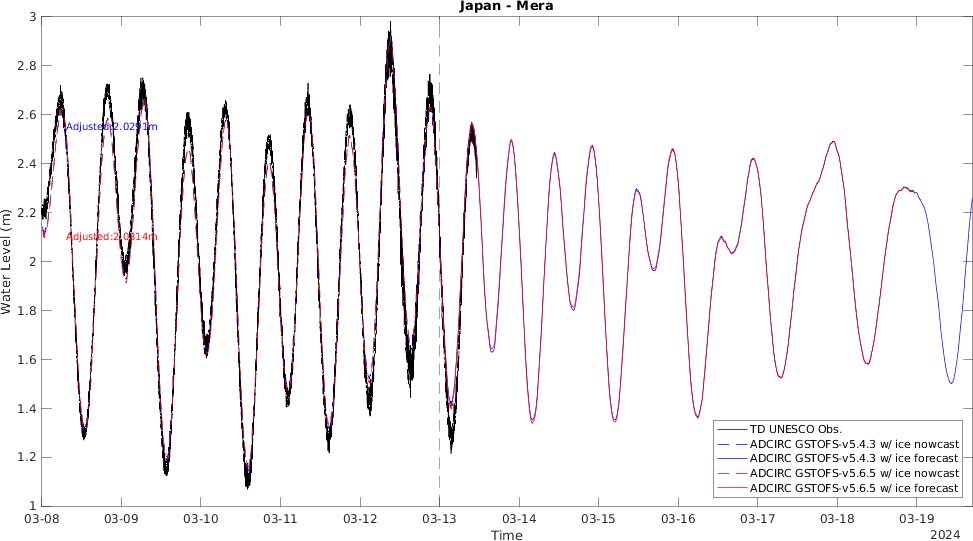 Japan - Mera
3
2.8
2.6
2.4
2.2
2
1.8
1.6
1.4
1.2
1
Water Level (m)
Adjusted:2.0291m
Adjusted:2.0314m
TD UNESCO Obs.
ADCIRC GSTOFS-v5.4.3 w/ ice nowcast
ADCIRC GSTOFS-v5.4.3 w/ ice forecast
ADCIRC GSTOFS-v5.6.5 w/ ice nowcast
ADCIRC GSTOFS-v5.6.5 w/ ice forecast
03-08 03-09 03-10 03-11 03-12 03-13 03-14 03-15 03-16 03-17 03-18 03-19
Time
2024